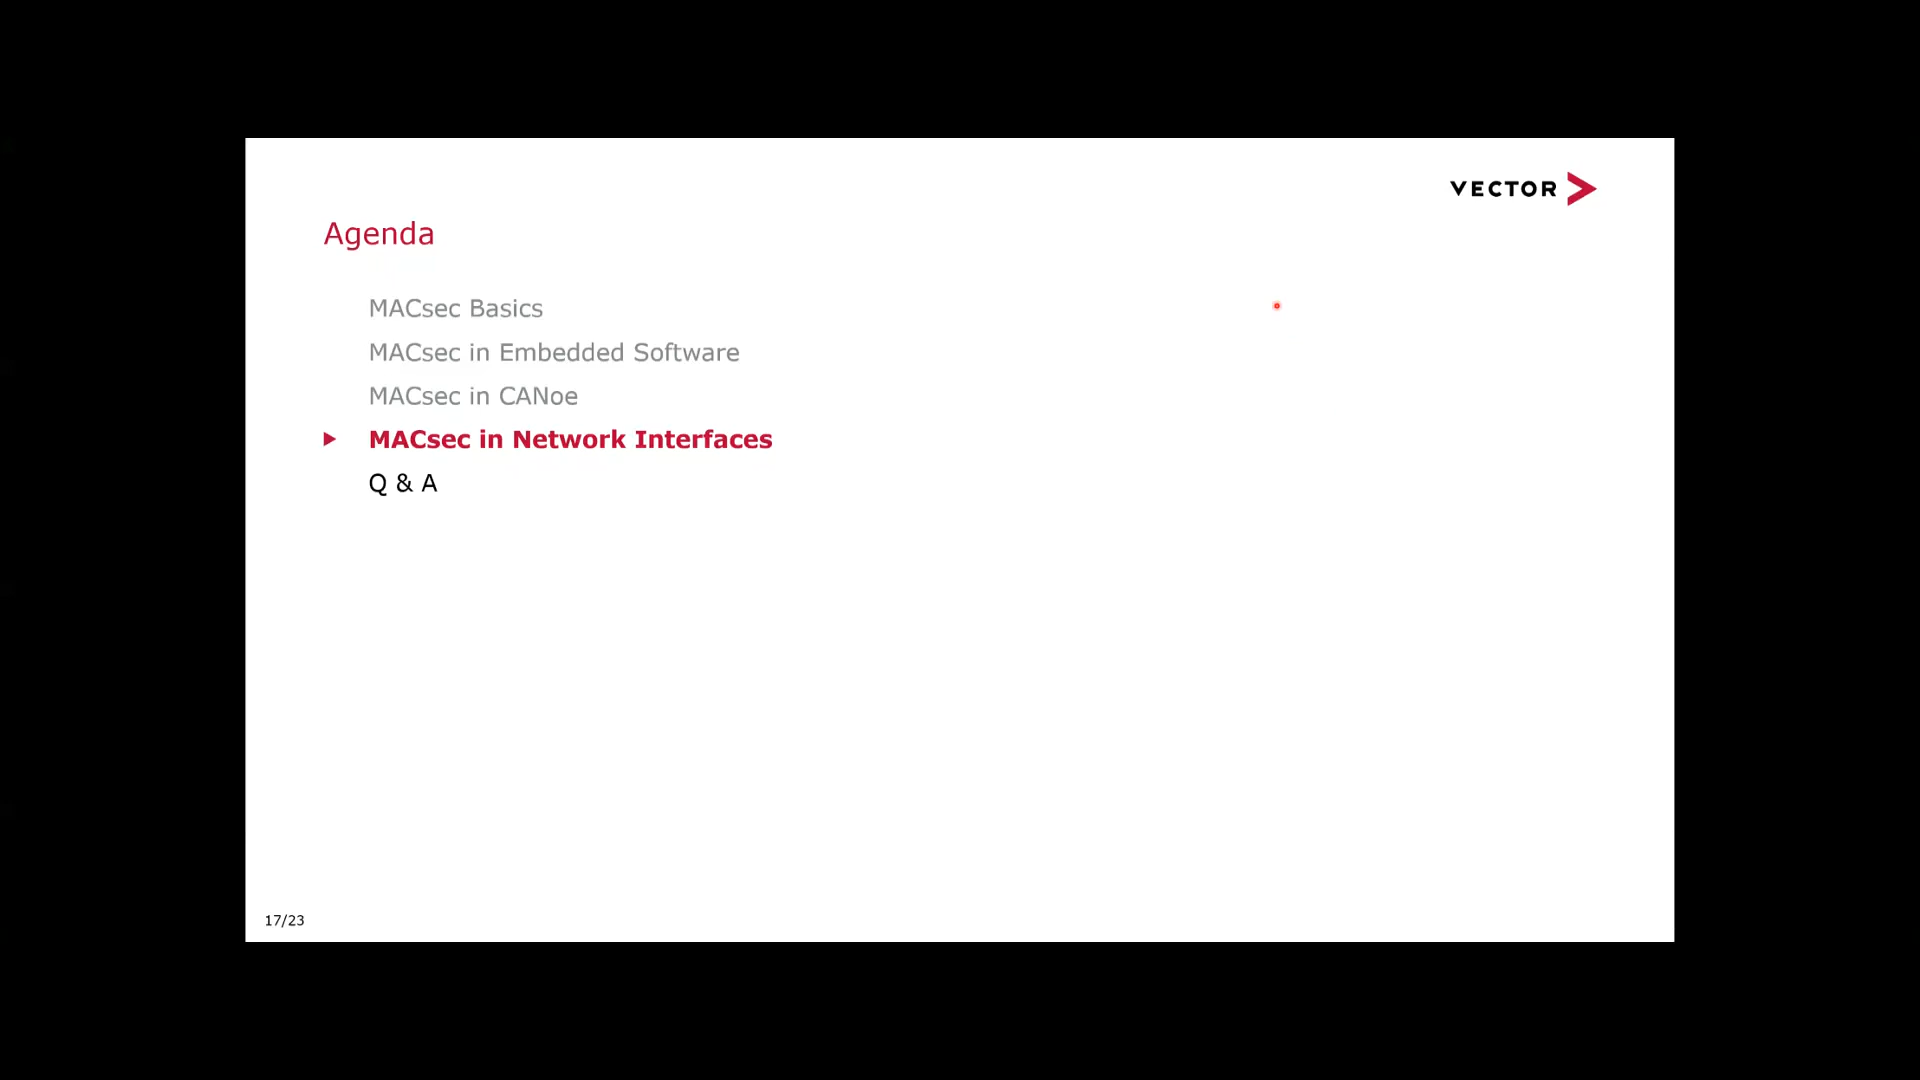 VECTOR
Agenda
MACsec Basics
MACsec in Embedded Software
MACsec in CANoe
MACsec in Network Interfaces
Q & A
17/23